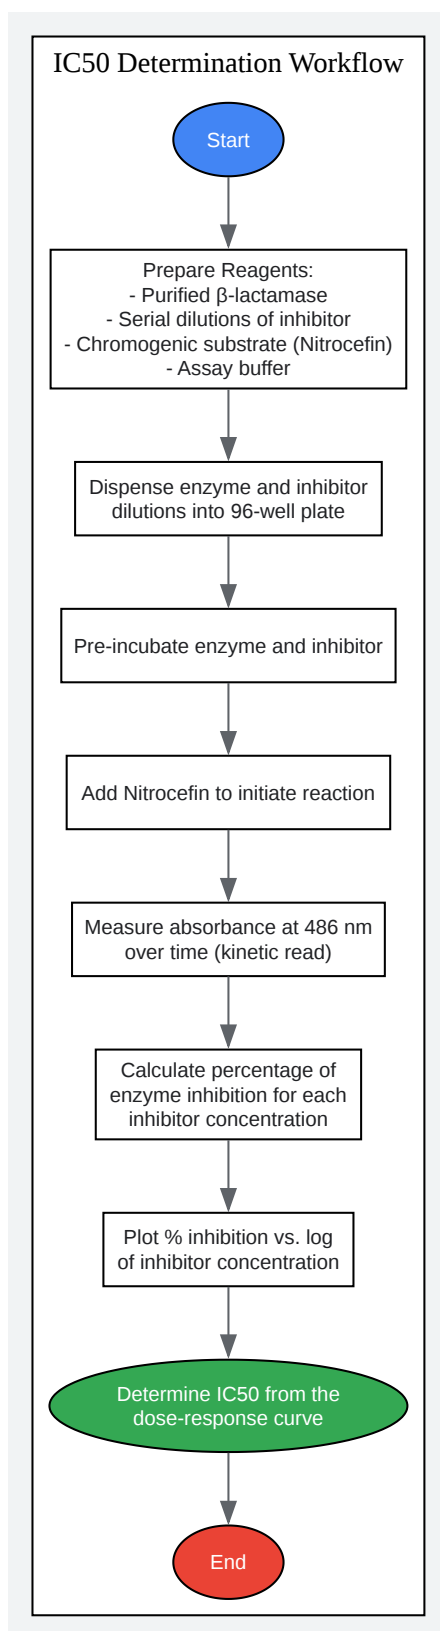 IC50 Determination Workflow
Start
Prepare Reagents:
- Purified β-lactamase
- Serial dilutions of inhibitor
- Chromogenic substrate (Nitrocefin)
- Assay buffer
Dispense enzyme and inhibitor
dilutions into 96-well plate
Pre-incubate enzyme and inhibitor
Add Nitrocefin to initiate reaction
Measure absorbance at 486 nm
over time (kinetic read)
Calculate percentage of
enzyme inhibition for each
inhibitor concentration
Plot % inhibition vs. log
of inhibitor concentration
Determine IC50 from the
dose-response curve
End